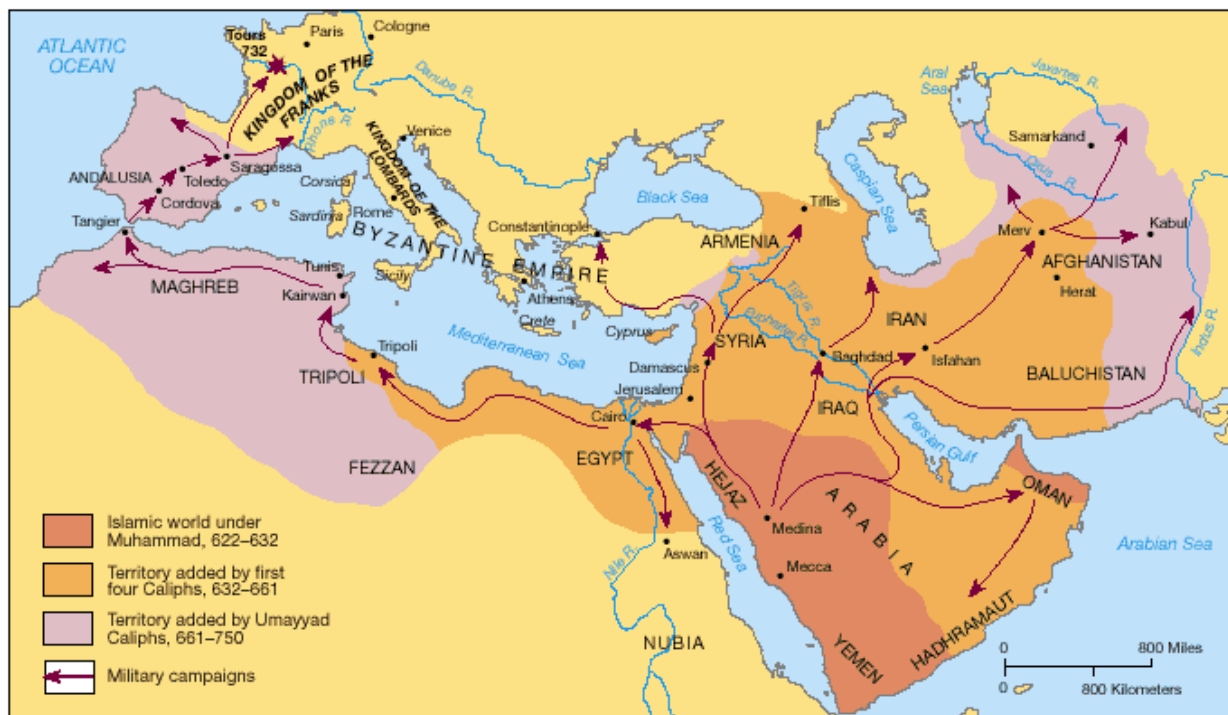 ATLANTIC
OCEAN
Tours
732
Paris
Cologne
KINGDOM OF THE
FRANKS
Rhone R.
Danube R.
KINGDOM OF THE
LOMBARDS
Venice
Saragossa
ANDALUSIA
Toledo
Cordova
Tangier
Corsica
Sardinia
Rome
BYZANTINE EMPIRE
Constantinople
Black Sea
Caspian Sea
Aral
Sea
Jaxartes R.
Samarkand
Oxus R.
Tiflis
ARMENIA
Merv
Kabul
AFGHANISTAN
Herat
Tunis
Kairwan
MAGHREB
Sicily
Athens
Crete
Cyprus
Mediterranean Sea
Tigris R.
Euphrates R.
SYRIA
IRAN
Tripoli
TRIPOLI
Damascus
Jerusalem
Baghdad
Isfahan
IRAQ
BALUCHISTAN
Indus R.
Cairo
EGYPT
FEZZAN
Persian Gulf
HEJAZ
ARABIA
OMAN
Medina
Mecca
Red Sea
Aswan
Nile R.
NUBIA
YEMEN
HADHRAMAUT
Arabian Sea
Islamic world under
Muhammad, 622–632
Territory added by first
four Caliphs, 632–661
Territory added by Umayyad
Caliphs, 661–750
Military campaigns
0 800 Miles
0 800 Kilometers